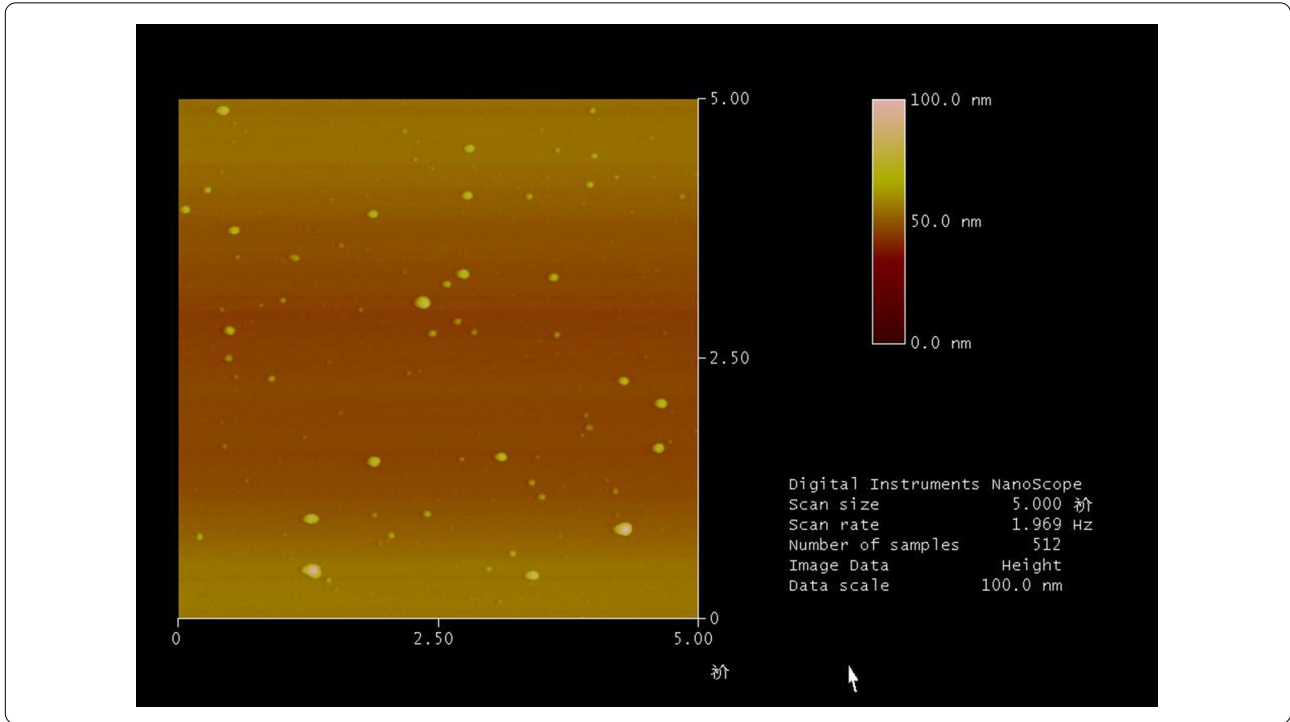 5.00
2.50
0
0
2.50
5.00
祄
100.0 nm
50.0 nm
0.0 nm
Digital Instruments NanoScope
Scan size 5.000 祄
Scan rate 1.969 Hz
Number of samples 512
Image Data Height
Data scale 100.0 nm